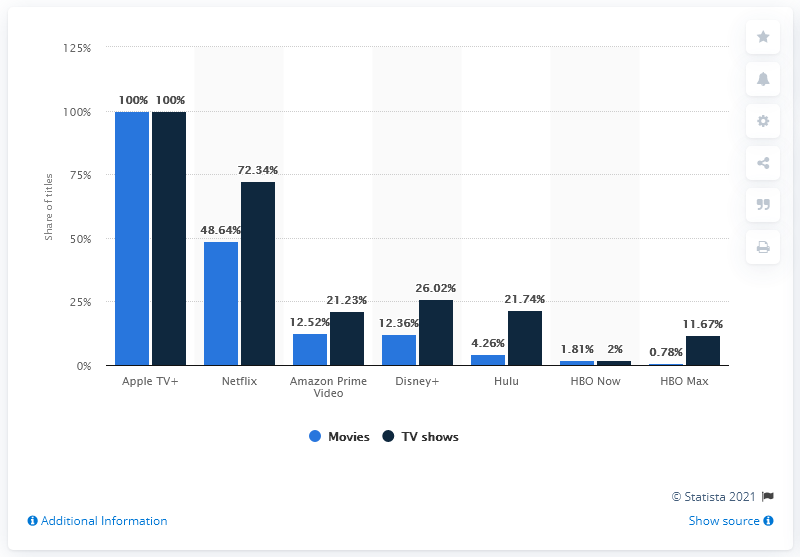 125%
100%
75%
50%
25%
0%
Share of titles
100% 100%
48.64% 72.34%
12.52% 21.23%
12.36% 26.02%
4.26% 21.74%
1.81% 2%
0.78% 11.67%
Apple TV+ Netflix Amazon Prime Disney+ Hulu HBO Now HBO Max
Video
Movies TV shows
© Statista 2021
Additional Information Show source